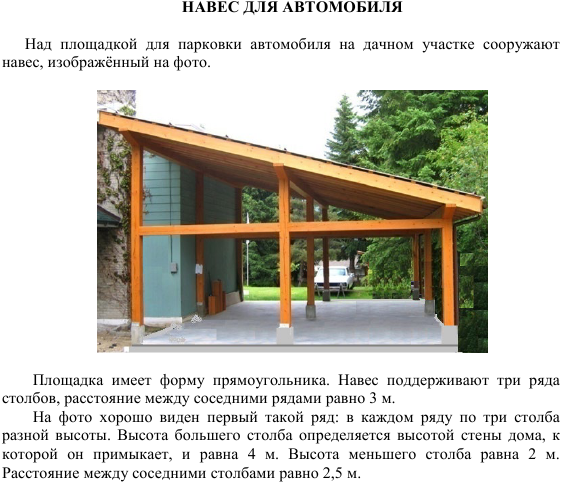 НАВЕС ДЛЯ АВТОМОБИЛЯ
Над площадкой для парковки автомобиля на дачном участке сооружают
навес, изображённый на фото.
Площадка имеет форму прямоугольника. Навес поддерживают три ряда
столбов, расстояние между соседними рядами равно 3 м.
На фото хорошо виден первый такой ряд: в каждом ряду по три столба
разной высоты. Высота большего столба определяется высотой стены дома, к
которой он примыкает, и равна 4 м. Высота меньшего столба равна 2 м.
Расстояние между соседними столбами равно 2,5 м.